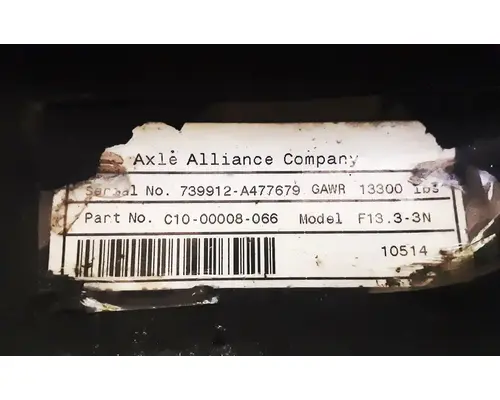 Axle Alliance Company
Serial No. 739912-A477679 GAWR 13300 lbs
Part No. C10-00008-066 Model F13.3-3N
10514